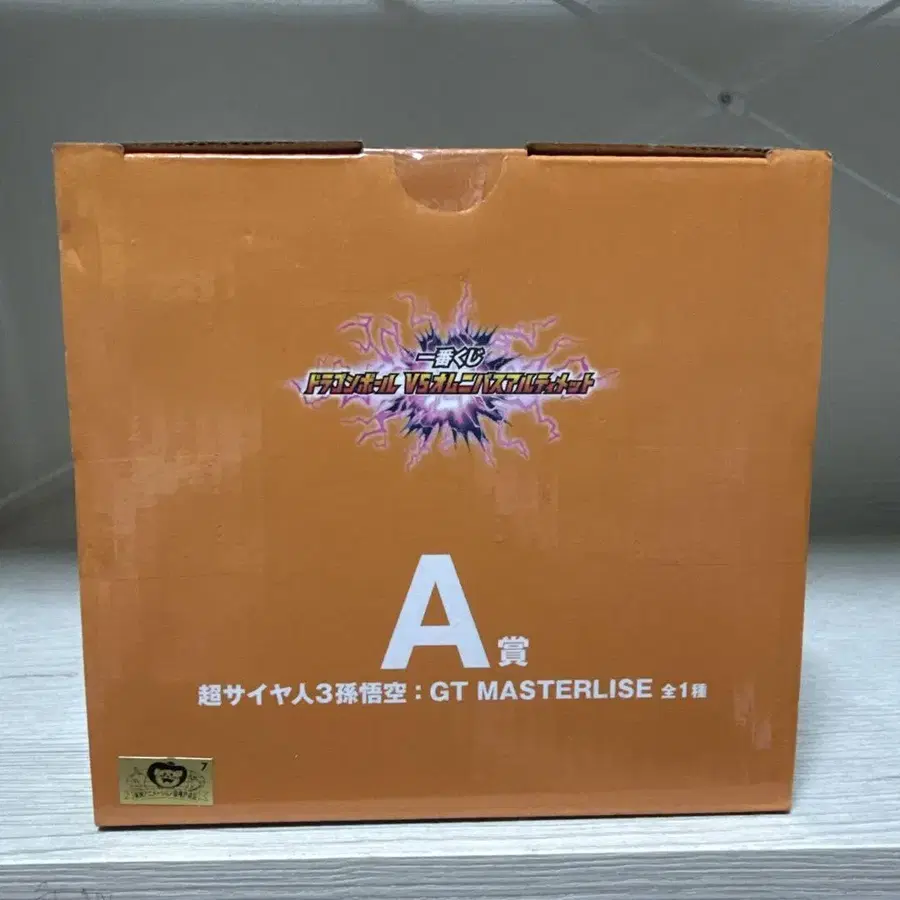 一番くじ
ドラゴンボール VSオムニバスアルティメット
A賞
超サイヤ人3孫悟空：GT MASTERLISE 全1種
7